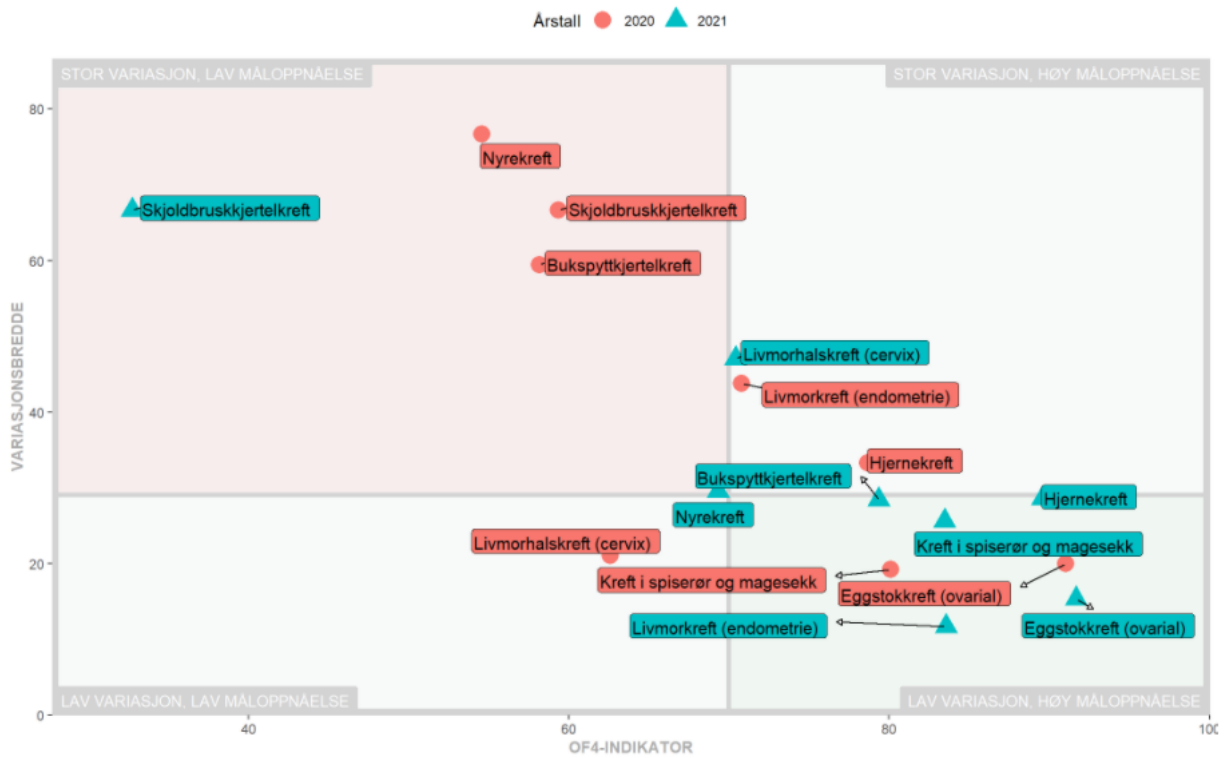 Årstall 2020 2021
STOR VARIASJON, LAV MÅLOPPNÅELSE
STOR VARIASJON, HØY MÅLOPPNÅELSE
80
Nyrekreft
Skjoldbruskkjertelkreft
Skjoldbruskkjertelkreft
60
Bukspyttkjertelkreft
VARIASJONSBREDDE
Livmorhalskreft (cervix)
40
Livmorkreft (endometrie)
Hjernekreft
Bukspyttkjertelkreft
Hjernekreft
Nyrekreft
Livmorhalskreft (cervix)
Kreft i spiserør og magesekk
20
Kreft i spiserør og magesekk
Eggstokkreft (ovarial)
Livmorkreft (endometrie)
Eggstokkreft (ovarial)
LAV VARIASJON, LAV MÅLOPPNÅELSE
LAV VARIASJON, HØY MÅLOPPNÅELSE
0
40 60 80 100
OF4-INDIKATOR